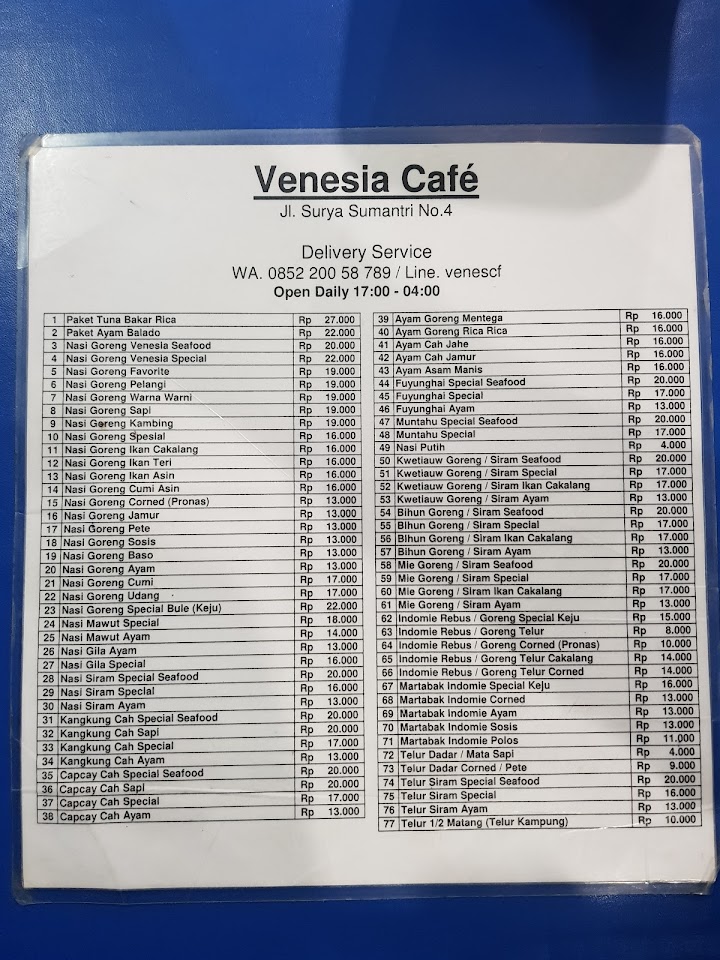 Venesia Café
Jl. Surya Sumantri No.4
Delivery Service
WA. 0852 200 58 789 / Line. venescf
Open Daily 17:00 - 04:00
1 Paket Tuna Bakar Rica Rp 27.000
2 Paket Ayam Balado Rp 22.000
3 Nasi Goreng Venesia Seafood Rp 20.000
4 Nasi Goreng Venesia Special Rp 22.000
5 Nasi Goreng Favorite Rp 19.000
6 Nasi Goreng Pelangi Rp 19.000
7 Nasi Goreng Warna Warni Rp 19.000
8 Nasi Goreng Sapi Rp 19.000
9 Nasi Goreng Kambing Rp 19.000
10 Nasi Goreng Spesial Rp 16.000
11 Nasi Goreng Ikan Cakalang Rp 16.000
12 Nasi Goreng Ikan Teri Rp 16.000
13 Nasi Goreng Ikan Asin Rp 16.000
14 Nasi Goreng Cumi Asin Rp 16.000
15 Nasi Goreng Corned (Pronas) Rp 13.000
16 Nasi Goreng Jamur Rp 13.000
17 Nasi Goreng Pete Rp 13.000
18 Nasi Goreng Sosis Rp 13.000
19 Nasi Goreng Baso Rp 13.000
20 Nasi Goreng Ayam Rp 13.000
21 Nasi Goreng Cumi Rp 17.000
22 Nasi Goreng Udang Rp 17.000
23 Nasi Goreng Special Bule (Keju) Rp 22.000
24 Nasi Mawut Special Rp 18.000
25 Nasi Mawut Ayam Rp 14.000
26 Nasi Gila Ayam Rp 13.000
27 Nasi Gila Special Rp 16.000
28 Nasi Siram Special Seafood Rp 20.000
29 Nasi Siram Special Rp 16.000
30 Nasi Siram Ayam Rp 13.000
31 Kangkung Cah Special Seafood Rp 20.000
32 Kangkung Cah Sapi Rp 20.000
33 Kangkung Cah Special Rp 17.000
34 Kangkung Cah Ayam Rp 13.000
35 Capcay Cah Special Seafood Rp 20.000
36 Capcay Cah Sapi Rp 20.000
37 Capcay Cah Special Rp 17.000
38 Capcay Cah Ayam Rp 13.000
39 Ayam Goreng Mentega Rp 16.000
40 Ayam Goreng Rica Rica Rp 16.000
41 Ayam Cah Jahe Rp 16.000
42 Ayam Cah Jamur Rp 16.000
43 Ayam Asam Manis Rp 16.000
44 Fuyunghai Special Seafood Rp 20.000
45 Fuyunghai Special Rp 17.000
46 Fuyunghai Ayam Rp 13.000
47 Muntahu Special Seafood Rp 20.000
48 Muntahu Special Rp 17.000
49 Nasi Putih Rp 4.000
50 Kwetiauw Goreng / Siram Seafood Rp 20.000
51 Kwetiauw Goreng / Siram Special Rp 17.000
52 Kwetiauw Goreng / Siram Ikan Cakalang Rp 17.000
53 Kwetiauw Goreng / Siram Ayam Rp 13.000
54 Bihun Goreng / Siram Seafood Rp 20.000
55 Bihun Goreng / Siram Special Rp 17.000
56 Bihun Goreng / Siram Ikan Cakalang Rp 17.000
57 Bihun Goreng / Siram Ayam Rp 13.000
58 Mie Goreng / Siram Seafood Rp 20.000
59 Mie Goreng / Siram Special Rp 17.000
60 Mie Goreng / Siram Ikan Cakalang Rp 17.000
61 Mie Goreng / Siram Ayam Rp 13.000
62 Indomie Rebus / Goreng Special Keju Rp 15.000
63 Indomie Rebus / Goreng Telur Rp 8.000
64 Indomie Rebus / Goreng Corned (Pronas) Rp 10.000
65 Indomie Rebus / Goreng Telur Cakalang Rp 14.000
66 Indomie Rebus / Goreng Telur Corned Rp 14.000
67 Martabak Indomie Special Keju Rp 16.000
68 Martabak Indomie Corned Rp 13.000
69 Martabak Indomie Ayam Rp 13.000
70 Martabak Indomie Sosis Rp 13.000
71 Martabak Indomie Polos Rp 11.000
72 Telur Dadar / Mata Sapi Rp 4.000
73 Telur Dadar Corned / Pete Rp 9.000
74 Telur Siram Special Seafood Rp 20.000
75 Telur Siram Special Rp 16.000
76 Telur Siram Ayam Rp 13.000
77 Telur 1/2 Matang (Telur Kampung) Rp 10.000